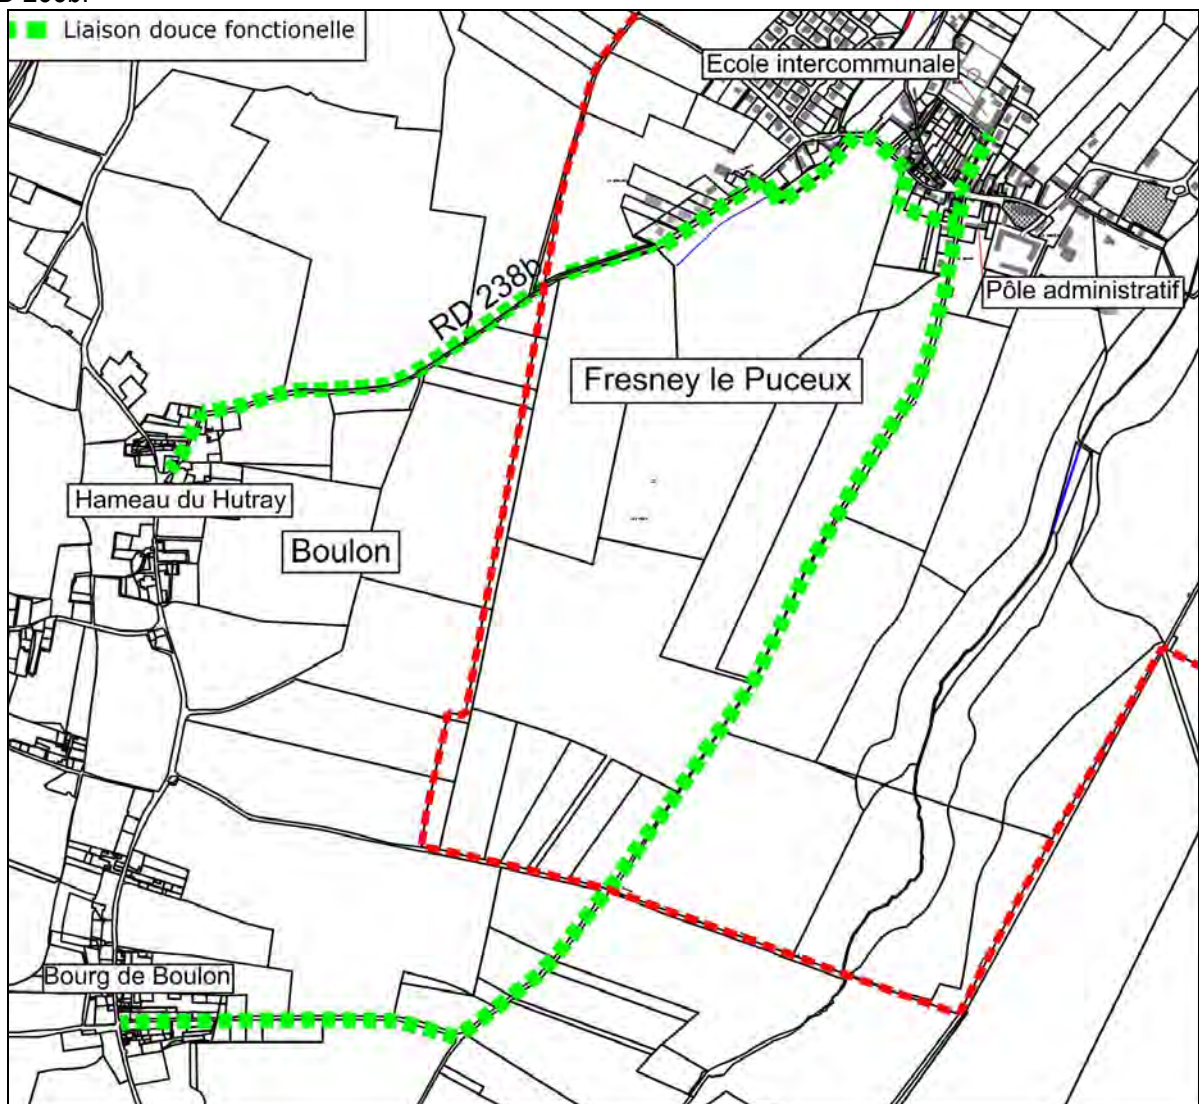 Liaison douce fonctionelle
Ecole intercommunale
RD 238b
Pôle administratif
Fresney le Puceux
Hameau du Hutray
Boulon
Bourg de Boulon